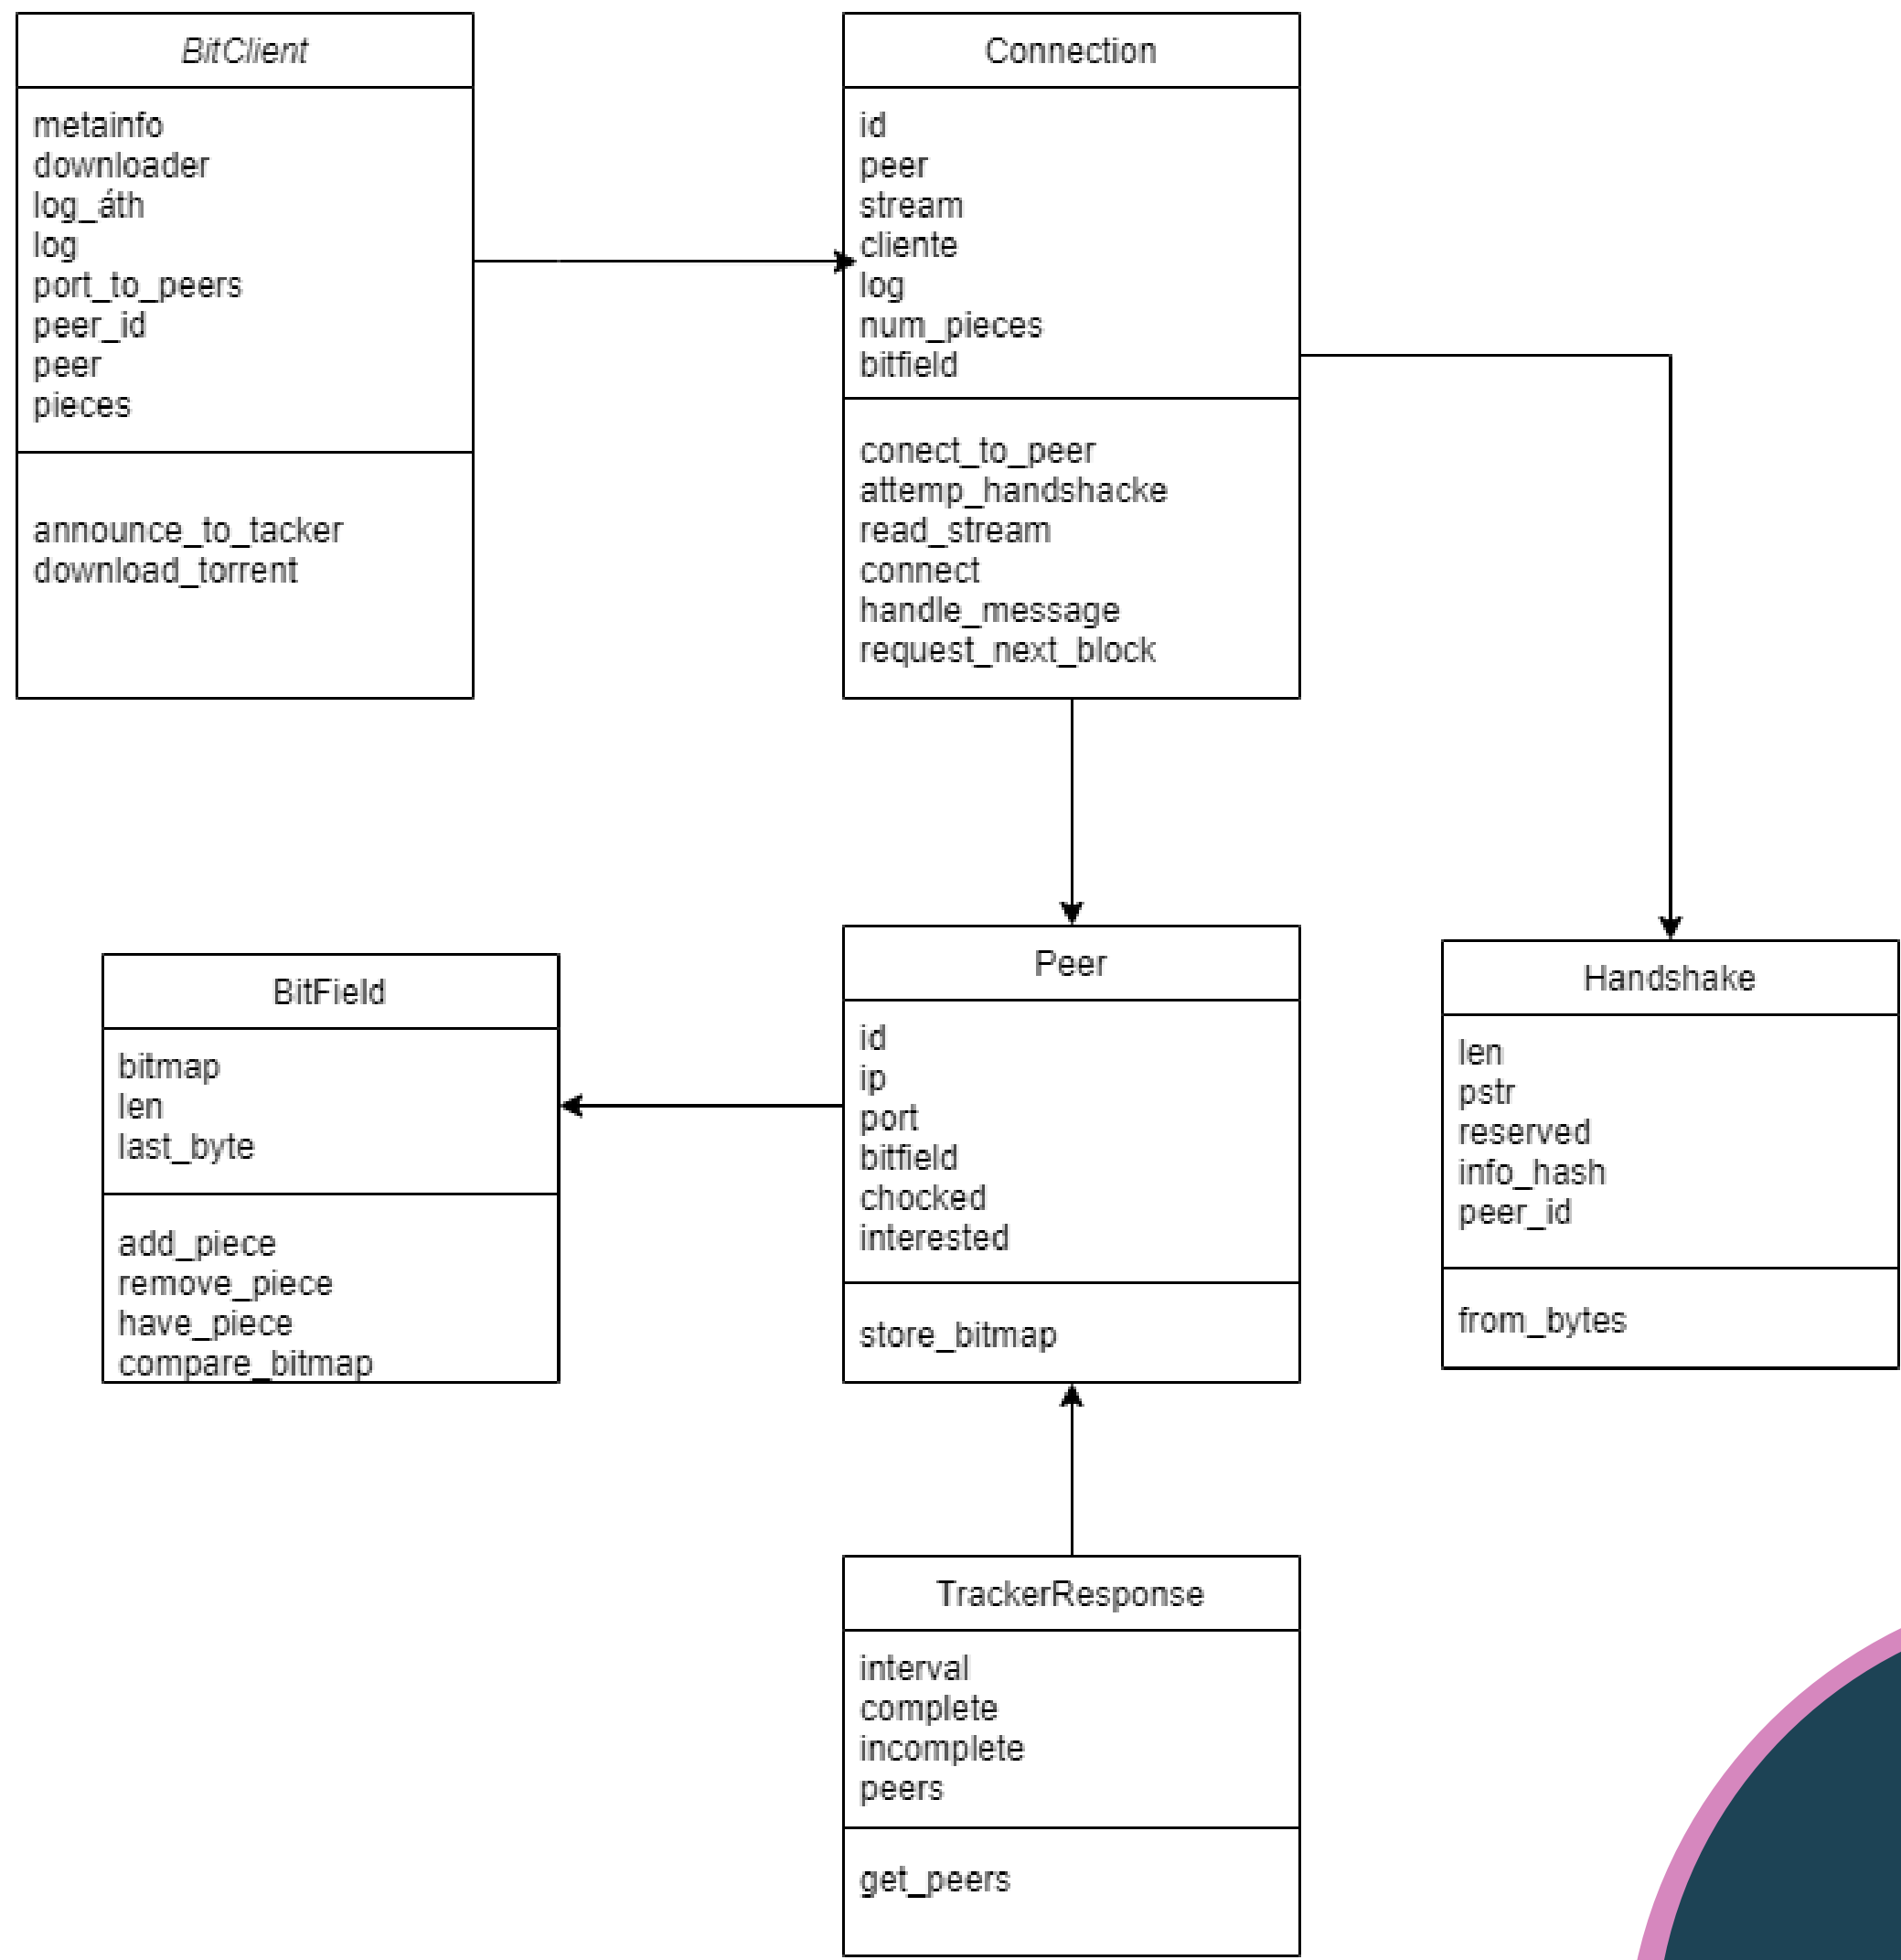 BitClient
metainfo
downloader
log_áth
log
port_to_peers
peer_id
peer
pieces
announce_to_tacker
download_torrent
Connection
id
peer
stream
cliente
log
num_pieces
bitfield
conect_to_peer
attemp_handshacke
read_stream
connect
handle_message
request_next_block
BitField
bitmap
len
last_byte
add_piece
remove_piece
have_piece
compare_bitmap
Peer
id
ip
port
bitfield
chocked
interested
store_bitmap
Handshake
len
pstr
reserved
info_hash
peer_id
from_bytes
TrackerResponse
interval
complete
incomplete
peers
get_peers